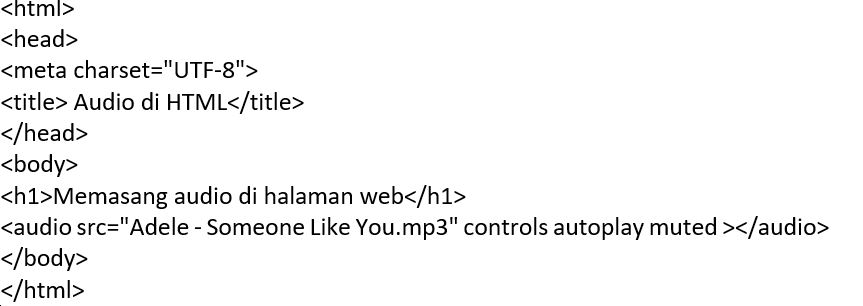 <html>
<head>
<meta charset="UTF-8">
<title> Audio di HTML</title>
</head>
<body>
<h1>Memasang audio di halaman web</h1>
<audio src="Adele - Someone Like You.mp3" controls autoplay muted ></audio>
</body>
</html>